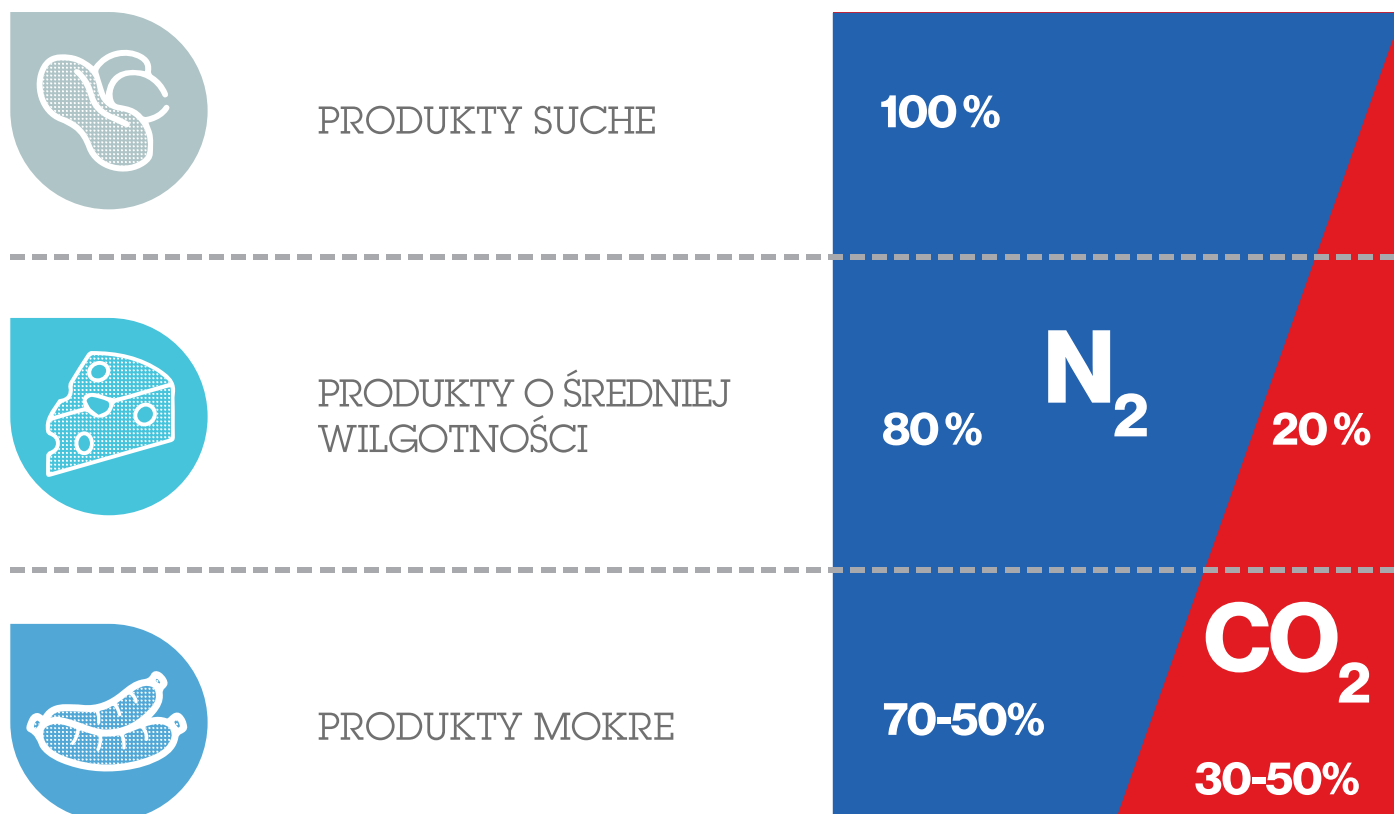 PRODUKTY SUCHE
100 %
PRODUKTY O ŚREDNIEJ
WILGOTNOŚCI
N₂
80 %
20 %
CO₂
PRODUKTY MOKRE
70-50%
30-50%